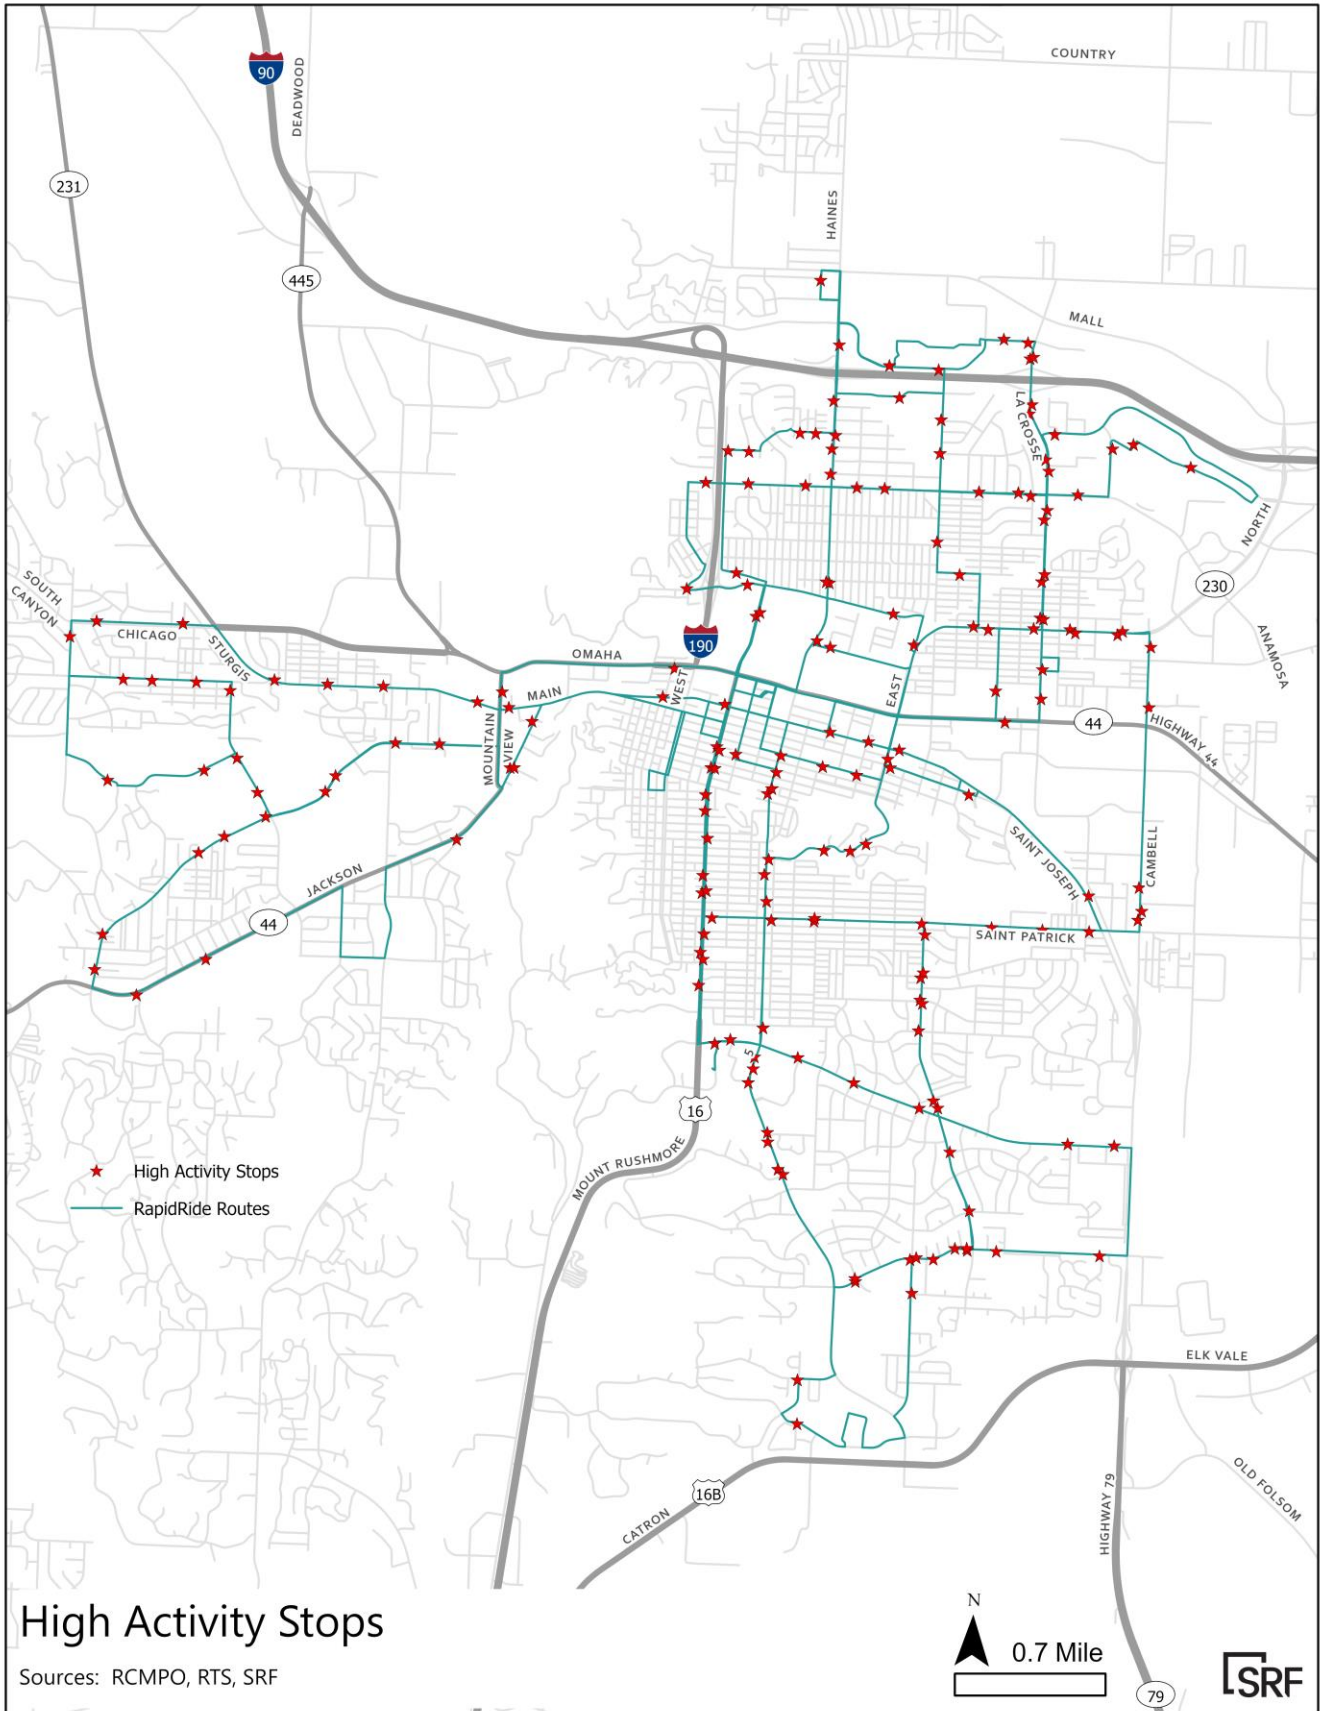 COUNTRY
90
DEADWOOD
231
HAINES
445
MALL
LA CROSSE
NORTH
SOUTH
CANYON
230
CHICAGO
STURGIS
190
OMAHA
ANAMOSA
WEST
MAIN
EAST
MOUNTAIN
VIEW
44
HIGHWAY 44
SAINT JOSEPH
CAMBELL
JACKSON
44
SAINT PATRICK
5
16
MOUNT RUSHMORE
High Activity Stops
RapidRide Routes
ELK VALE
OLD FOLSOM
16B
HIGHWAY 79
CATRON
High Activity Stops
N
0.7 Mile
Sources: RCMPO, RTS, SRF
SRF
79